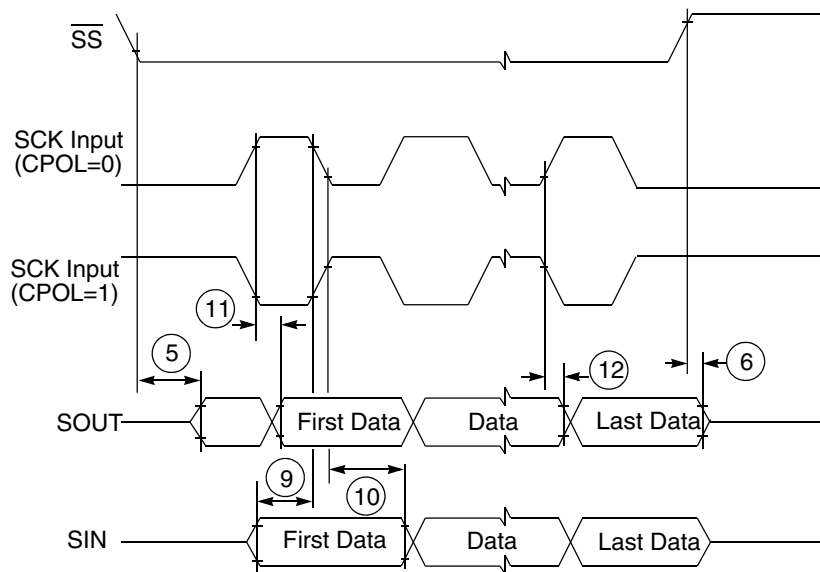 SS
SCK Input
(CPOL=0)
SCK Input
(CPOL=1)
11
5
12
6
SOUT
First Data
Data
Last Data
9
10
SIN
First Data
Data
Last Data